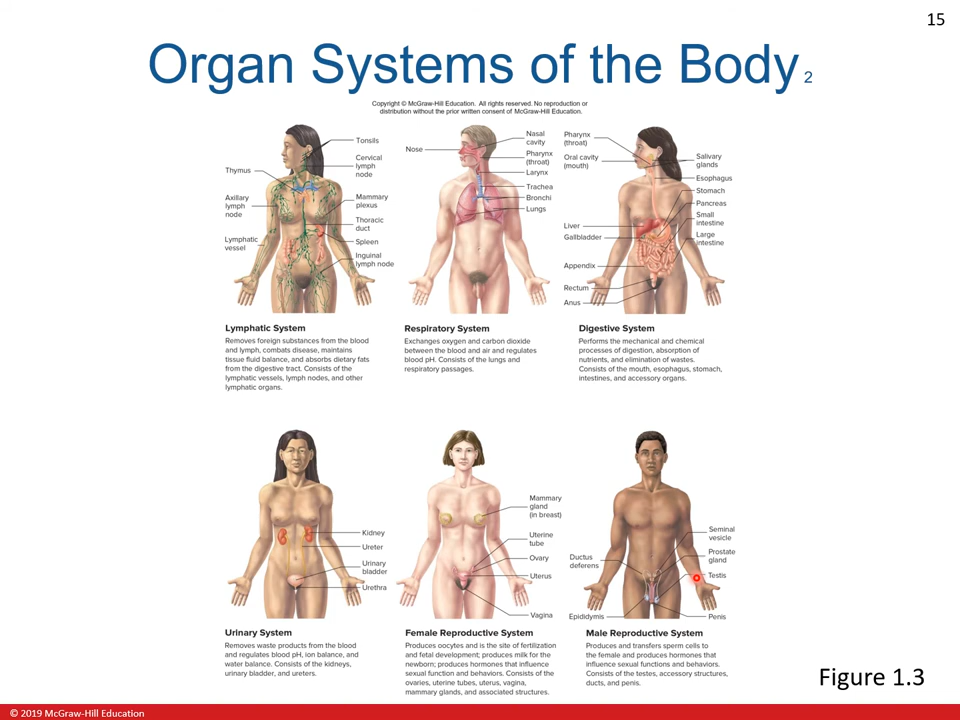 15
Organ Systems of the Body 2
Copyright © McGraw-Hill Education. All rights reserved. No reproduction or
distribution without the prior written consent of McGraw-Hill Education.
Tonsils
Cervical
lymph
node
Thymus
Axillary
lymph
node
Mammary
plexus
Thoracic
duct
Lymphatic
vessel
Spleen
Inguinal
lymph node
Nose
Nasal
cavity
Pharynx
(throat)
Larynx
Trachea
Bronchi
Lungs
Pharynx
(throat)
Oral cavity
(mouth)
Salivary
glands
Esophagus
Stomach
Pancreas
Small
intestine
Large
intestine
Liver
Gallbladder
Appendix
Rectum
Anus
Lymphatic System
Removes foreign substances from the blood
and lymph, combats disease, maintains
tissue fluid balance, and absorbs dietary fats
from the digestive tract. Consists of the
lymphatic vessels, lymph nodes, and other
lymphatic organs.
Respiratory System
Exchanges oxygen and carbon dioxide
between the blood and air and regulates
blood pH. Consists of the lungs and
respiratory passages.
Digestive System
Performs the mechanical and chemical
processes of digestion, absorption of
nutrients, and elimination of wastes.
Consists of the mouth, esophagus, stomach,
intestines, and accessory organs.
Kidney
Ureter
Urinary
bladder
Urethra
Mammary
gland
(in breast)
Uterine
tube
Ovary
Uterus
Vagina
Ductus
deferens
Epididymis
Seminal
vesicle
Prostate
gland
Testis
Penis
Urinary System
Removes waste products from the blood
and regulates blood pH, ion balance, and
water balance. Consists of the kidneys,
urinary bladder, and ureters.
Female Reproductive System
Produces oocytes and is the site of fertilization
and fetal development; produces milk for the
newborn; produces hormones that influence
sexual function and behaviors. Consists of the
ovaries, uterine tubes, uterus, vagina,
mammary glands, and associated structures.
Male Reproductive System
Produces and transfers sperm cells to
the female and produces hormones that
influence sexual functions and behaviors.
Consists of the testes, accessory structures,
ducts, and penis.
Figure 1.3
© 2019 McGraw-Hill Education